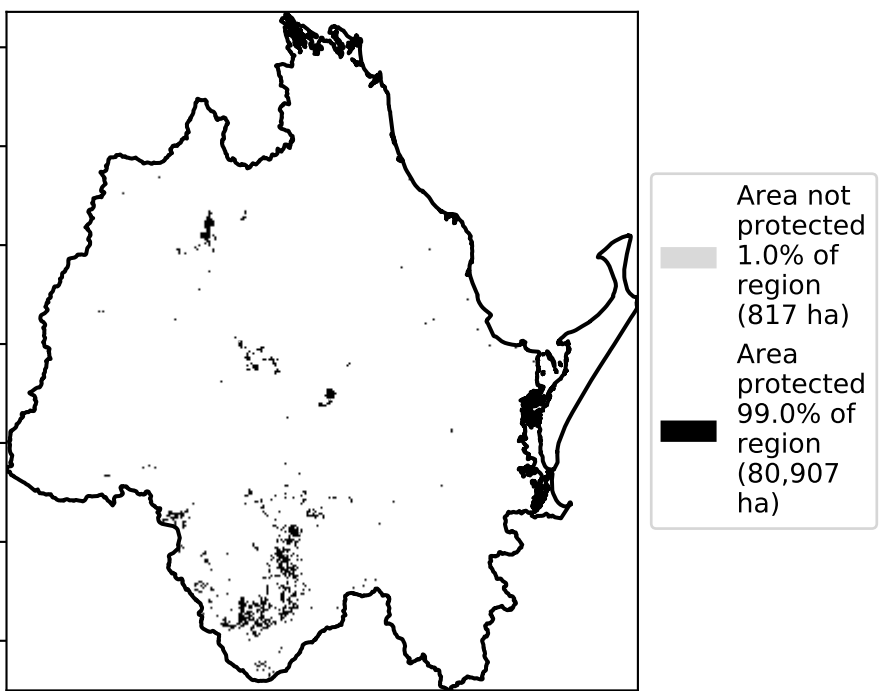 Area not
protected
1.0% of
region
(817 ha)
Area
protected
99.0% of
region
(80,907
ha)